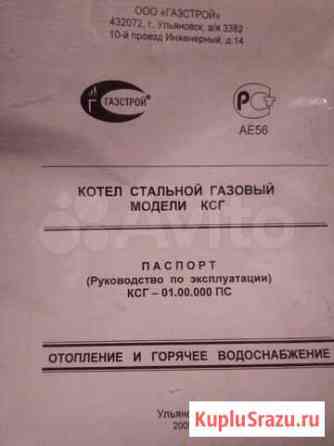 ООО «ГАЗСТРОЙ»
432072, г. Ульяновск, а/я 3382
10-й проезд Инженерный, д.14
ГАЗСТРОЙ®
РСТ
АЕ56
КОТЕЛ СТАЛЬНОЙ ГАЗОВЫЙ
МОДЕЛИ КСГ
Avito
ПАСПОРТ
(Руководство по эксплуатации)
КСГ – 01.00.000 ПС
ОТОПЛЕНИЕ И ГОРЯЧЕЕ ВОДОСНАБЖЕНИЕ
KupluSrazu.ru